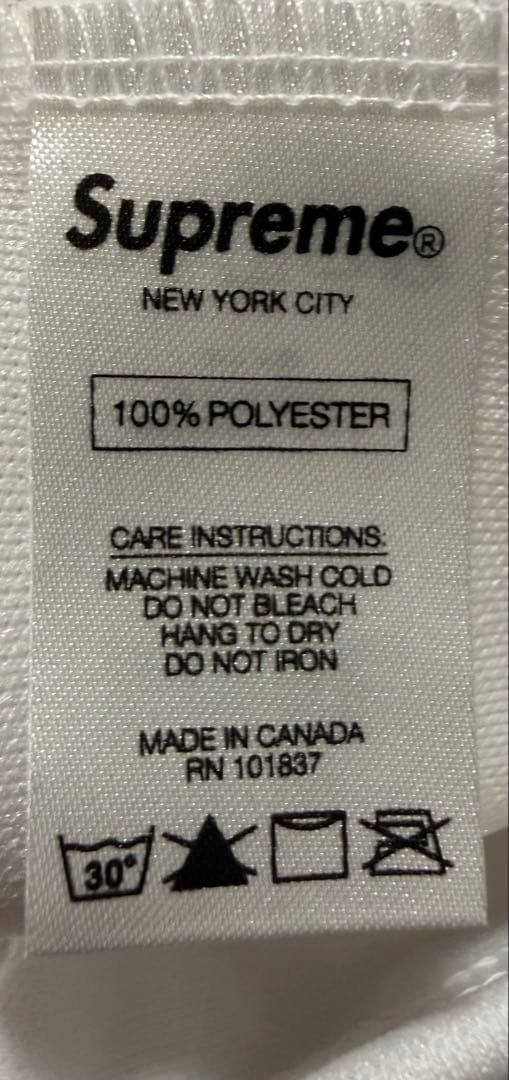 Supreme®
NEW YORK CITY
100% POLYESTER
CARE INSTRUCTIONS:
MACHINE WASH COLD
DO NOT BLEACH
HANG TO DRY
DO NOT IRON
MADE IN CANADA
RN 101837
30°